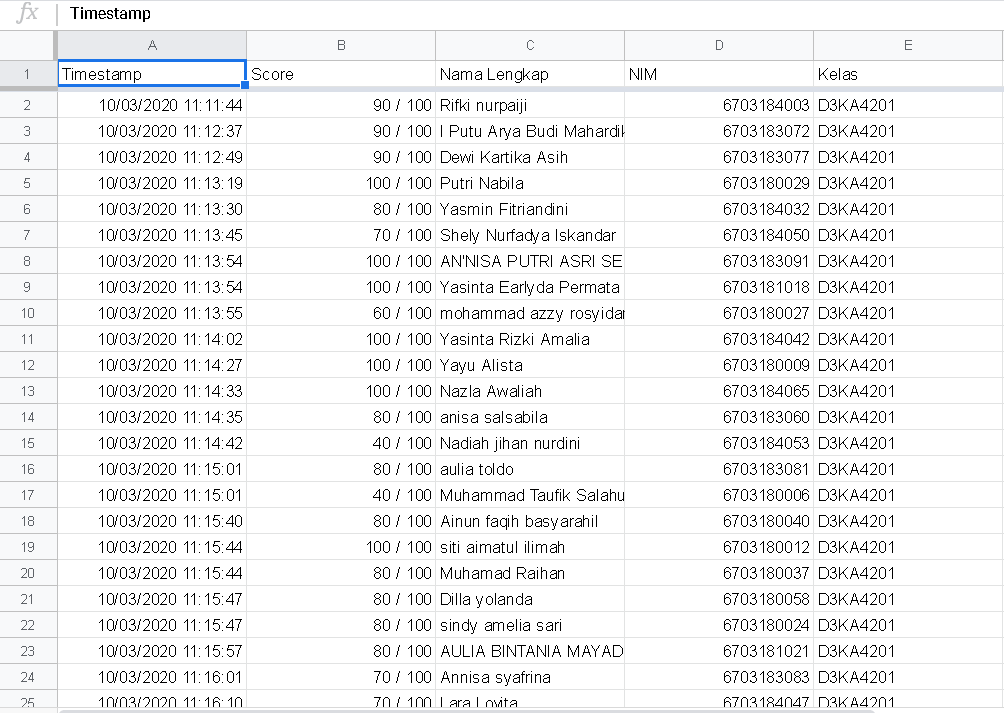 fx Timestamp
A B C D E
1 Timestamp Score Nama Lengkap NIM Kelas
2 10/03/2020 11:11:44 90 / 100 Rifki nurpaiji 6703184003 D3KA4201
3 10/03/2020 11:12:37 90 / 100 I Putu Arya Budi Mahardik 6703183072 D3KA4201
4 10/03/2020 11:12:49 90 / 100 Dewi Kartika Asih 6703183077 D3KA4201
5 10/03/2020 11:13:19 100 / 100 Putri Nabila 6703180029 D3KA4201
6 10/03/2020 11:13:30 80 / 100 Yasmin Fitriandini 6703184032 D3KA4201
7 10/03/2020 11:13:45 70 / 100 Shely Nurfadya Iskandar 6703184050 D3KA4201
8 10/03/2020 11:13:54 100 / 100 AN'NISA PUTRI ASRI SE 6703183091 D3KA4201
9 10/03/2020 11:13:54 100 / 100 Yasinta Earlyda Permata 6703181018 D3KA4201
10 10/03/2020 11:13:55 60 / 100 mohammad azzy rosyidan 6703180027 D3KA4201
11 10/03/2020 11:14:02 100 / 100 Yasinta Rizki Amalia 6703184042 D3KA4201
12 10/03/2020 11:14:27 100 / 100 Yayu Alista 6703180009 D3KA4201
13 10/03/2020 11:14:33 100 / 100 Nazla Awaliah 6703184065 D3KA4201
14 10/03/2020 11:14:35 80 / 100 anisa salsabila 6703183060 D3KA4201
15 10/03/2020 11:14:42 40 / 100 Nadiah jihan nurdini 6703184053 D3KA4201
16 10/03/2020 11:15:01 80 / 100 aulia toldo 6703183081 D3KA4201
17 10/03/2020 11:15:01 40 / 100 Muhammad Taufik Salahu 6703180006 D3KA4201
18 10/03/2020 11:15:40 80 / 100 Ainun faqih basyarahil 6703180040 D3KA4201
19 10/03/2020 11:15:44 100 / 100 siti aimatul ilimah 6703180012 D3KA4201
20 10/03/2020 11:15:44 80 / 100 Muhamad Raihan 6703180037 D3KA4201
21 10/03/2020 11:15:47 80 / 100 Dilla yolanda 6703180058 D3KA4201
22 10/03/2020 11:15:47 80 / 100 sindy amelia sari 6703180024 D3KA4201
23 10/03/2020 11:15:57 80 / 100 AULIA BINTANIA MAYAD 6703181021 D3KA4201
24 10/03/2020 11:16:01 70 / 100 Annisa syafrina 6703183083 D3KA4201
25 10/03/2020 11:16:10 70 / 100 Lara Lovita 6703184047 D3KA4201